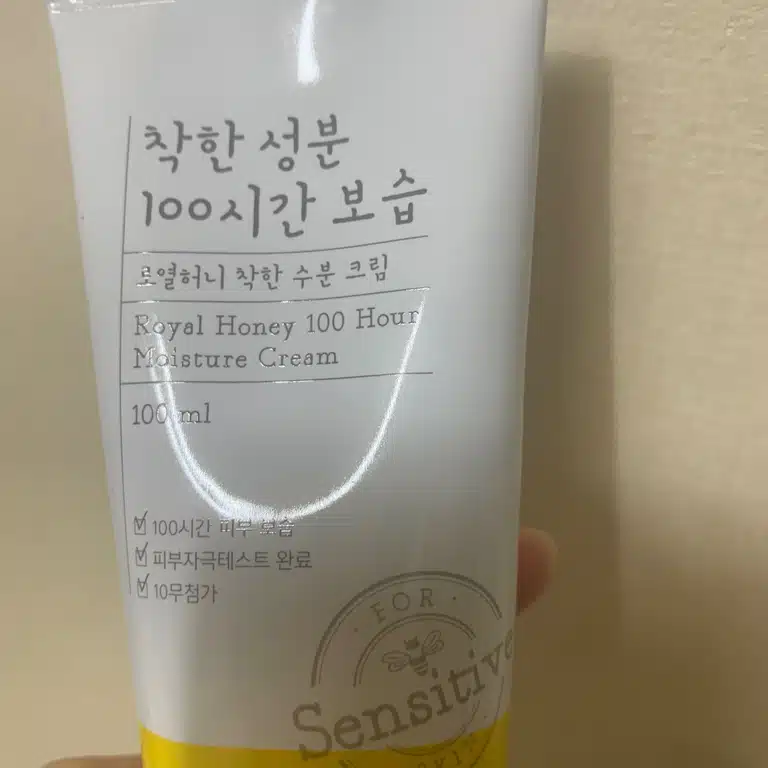 착한 성분
100시간 보습
로열허니 착한 수분 크림
Royal Honey 100 Hour
Moisture Cream
100 ml
100시간 피부 보습
피부자극테스트 완료
10무첨가
· FOR ·
Sensitive